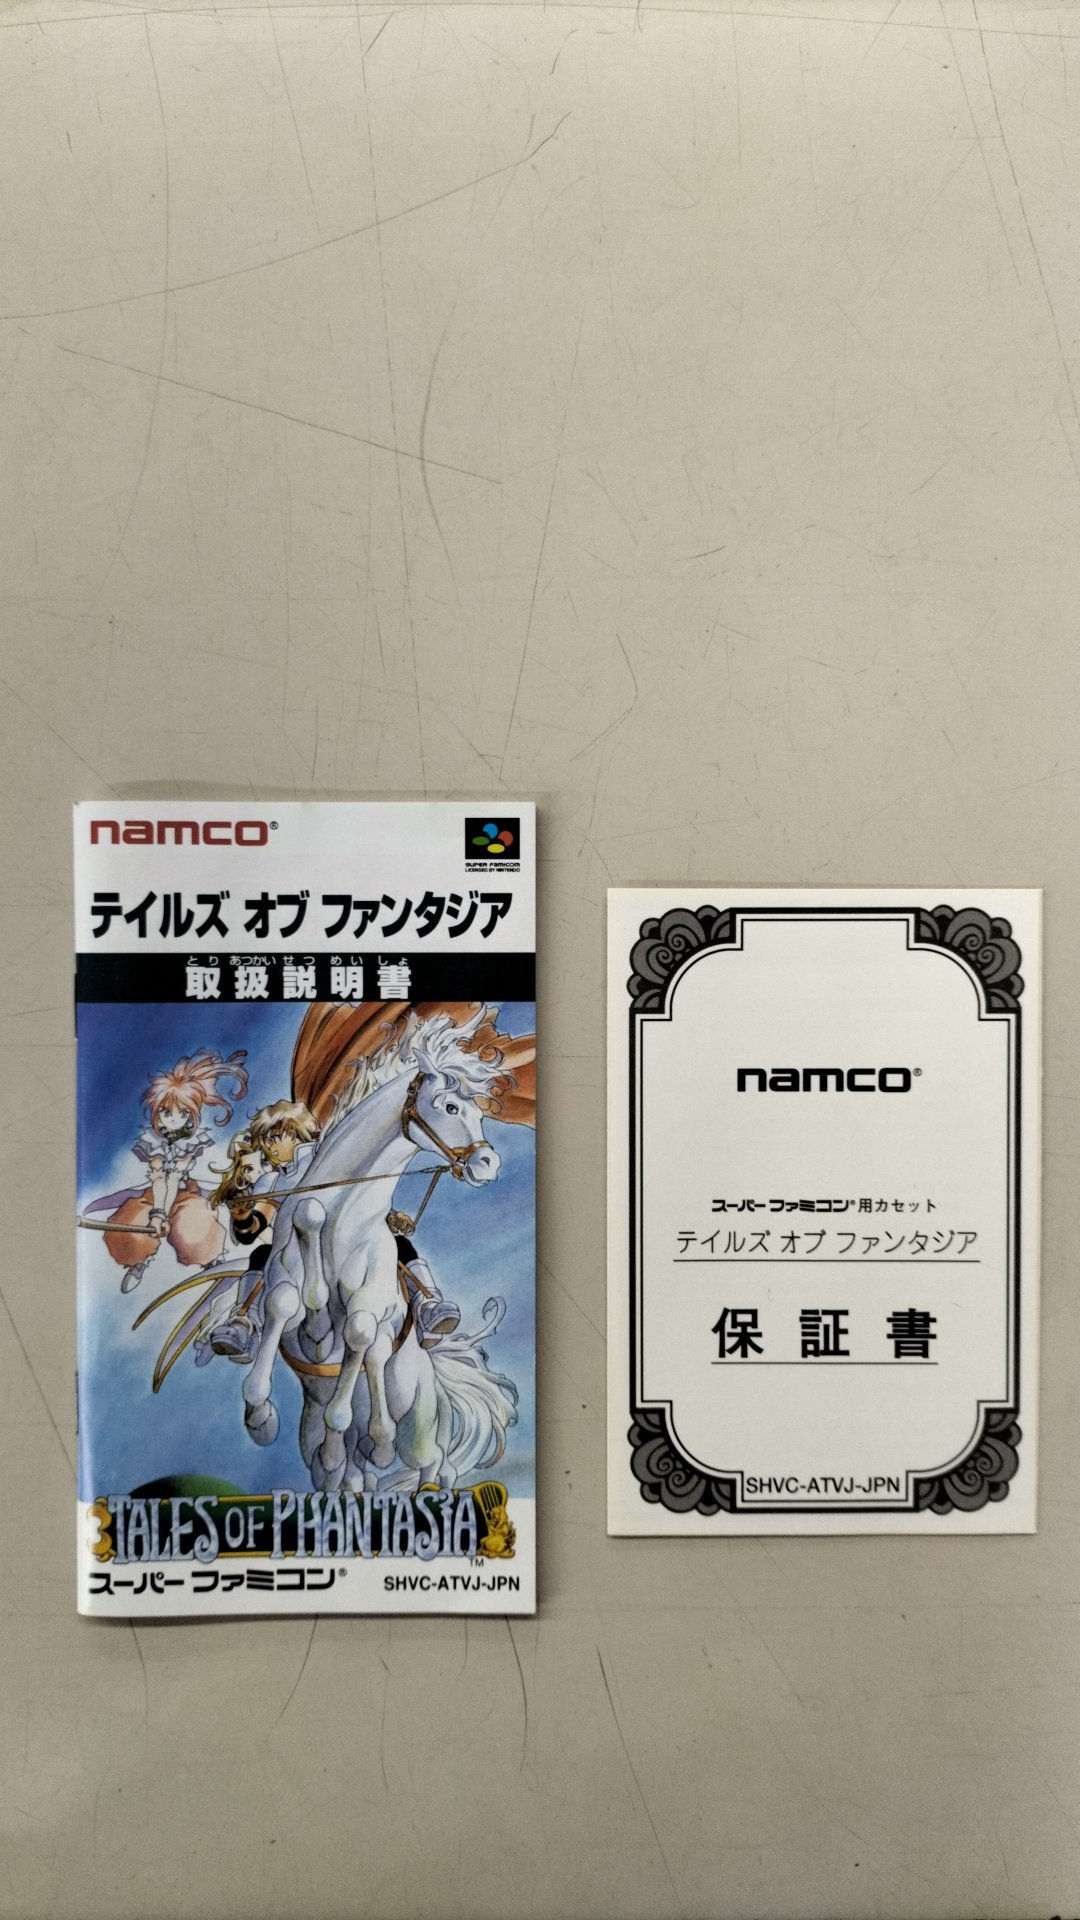 namco®
SUPER FAMICOM
LICENSED BY NINTENDO
テイルズ オブ ファンタジア
とり あつかい せつ めい しょ
取扱説明書
TALES OF PHANTASIA
TM
スーパーファミコン®
SHVC-ATVJ-JPN
namco®
スーパーファミコン®用カセット
テイルズ オブ ファンタジア
保証書
SHVC-ATVJ-JPN